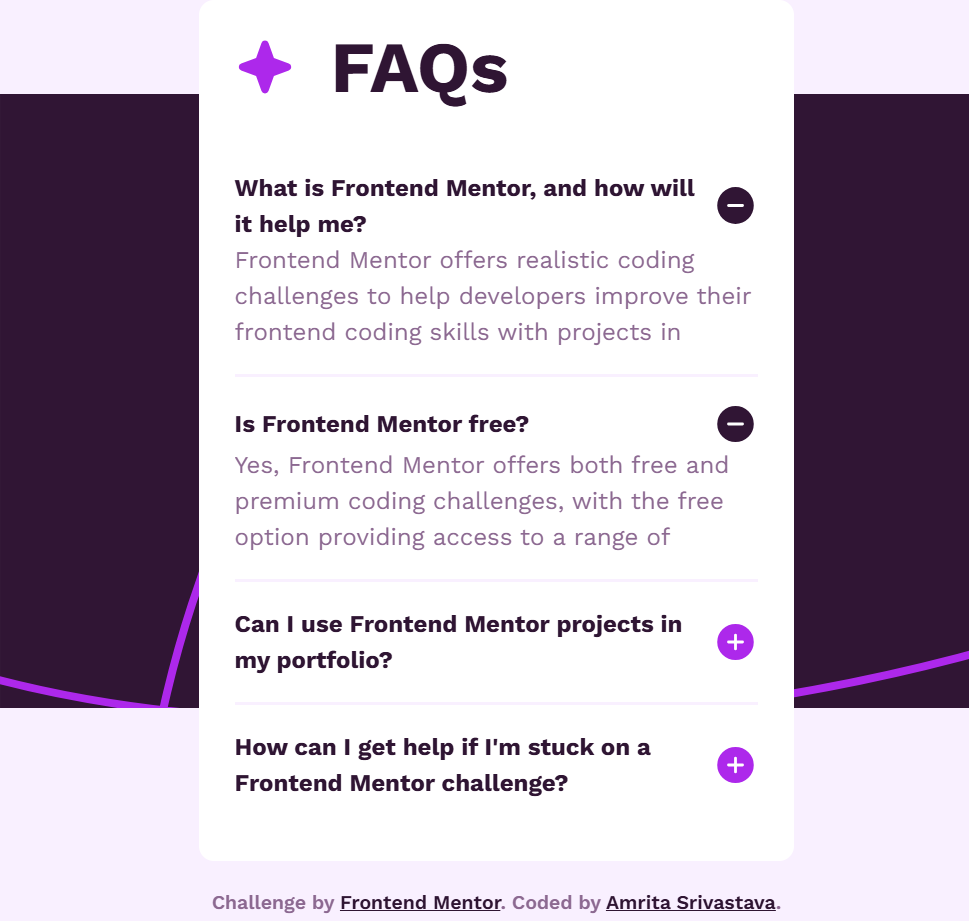 FAQs
What is Frontend Mentor, and how will
it help me?
Frontend Mentor offers realistic coding
challenges to help developers improve their
frontend coding skills with projects in
Is Frontend Mentor free?
Yes, Frontend Mentor offers both free and
premium coding challenges, with the free
option providing access to a range of
Can I use Frontend Mentor projects in
my portfolio?
How can I get help if I'm stuck on a
Frontend Mentor challenge?
Challenge by Frontend Mentor. Coded by Amrita Srivastava.